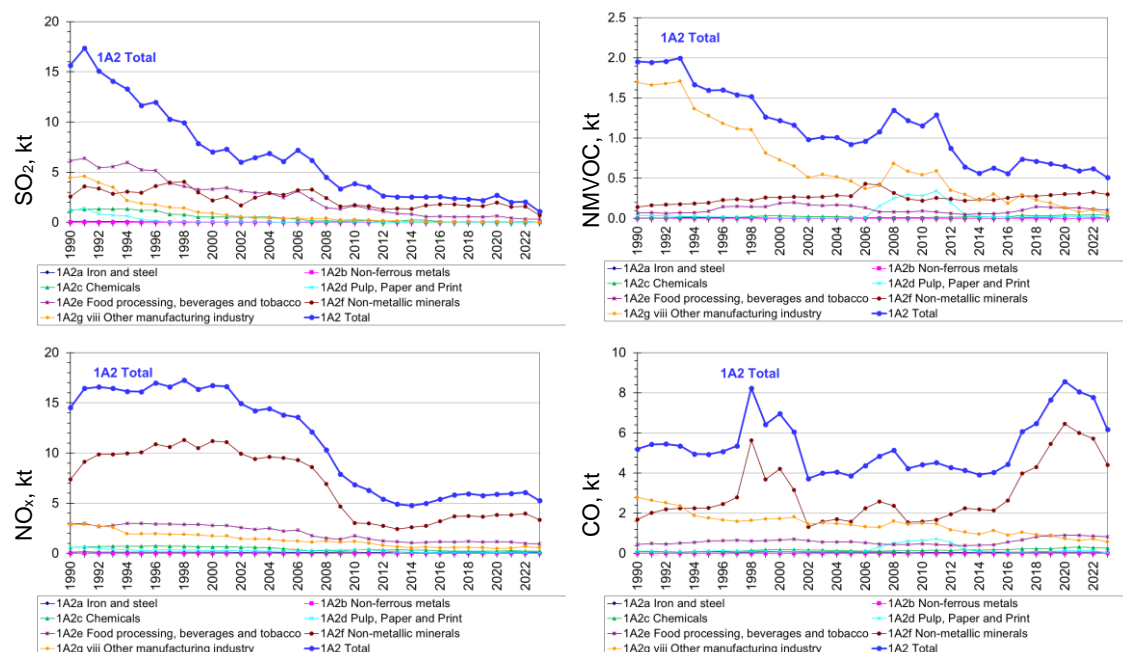 SO₂, kt
20
15
10
5
0
1A2 Total
1990 1992 1994 1996 1998 2000 2002 2004 2006 2008 2010 2012 2014 2016 2018 2020 2022
1A2a Iron and steel 1A2b Non-ferrous metals
1A2c Chemicals 1A2d Pulp, Paper and Print
1A2e Food processing, beverages and tobacco 1A2f Non-metallic minerals
1A2g viii Other manufacturing industry 1A2 Total
NMVOC, kt
2.5
2.0
1.5
1.0
0.5
0.0
1A2 Total
1990 1992 1994 1996 1998 2000 2002 2004 2006 2008 2010 2012 2014 2016 2018 2020 2022
1A2a Iron and steel 1A2b Non-ferrous metals
1A2c Chemicals 1A2d Pulp, Paper and Print
1A2e Food processing, beverages and tobacco 1A2f Non-metallic minerals
1A2g viii Other manufacturing industry 1A2 Total
NOₓ, kt
20
15
10
5
0
1A2 Total
1990 1992 1994 1996 1998 2000 2002 2004 2006 2008 2010 2012 2014 2016 2018 2020 2022
1A2a Iron and steel 1A2b Non-ferrous metals
1A2c Chemicals 1A2d Pulp, Paper and Print
1A2e Food processing, beverages and tobacco 1A2f Non-metallic minerals
1A2g viii Other manufacturing industry 1A2 Total
CO, kt
10
8
6
4
2
0
1A2 Total
1990 1992 1994 1996 1998 2000 2002 2004 2006 2008 2010 2012 2014 2016 2018 2020 2022
1A2a Iron and steel 1A2b Non-ferrous metals
1A2c Chemicals 1A2d Pulp, Paper and Print
1A2e Food processing, beverages and tobacco 1A2f Non-metallic minerals
1A2g viii Other manufacturing industry 1A2 Total